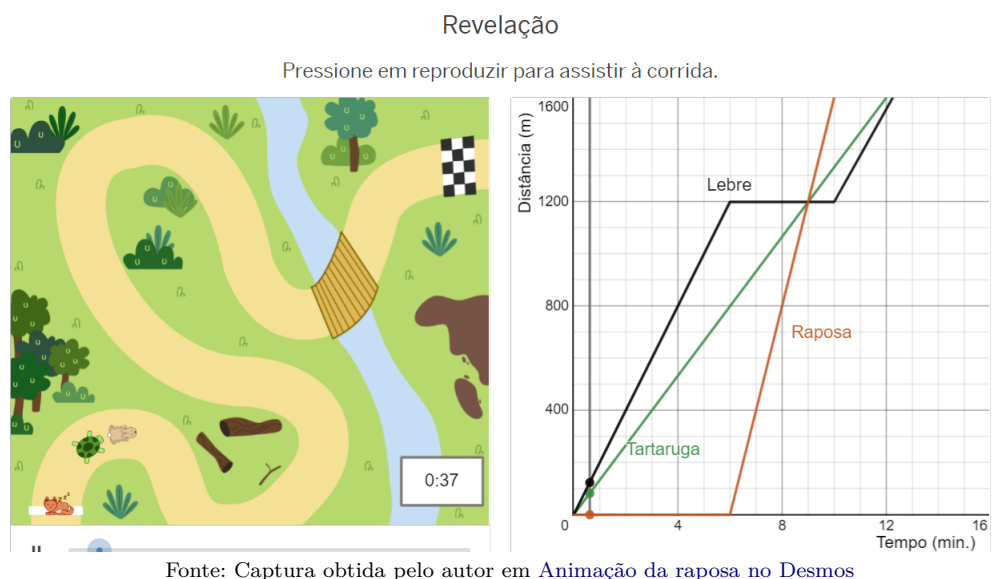 Revelação
Pressione em reproduzir para assistir à corrida.
0:37
Distância (m)
1600
1200
800
400
0
4
8
12
16
Tempo (min.)
Lebre
Raposa
Tartaruga
Fonte: Captura obtida pelo autor em Animação da raposa no Desmos